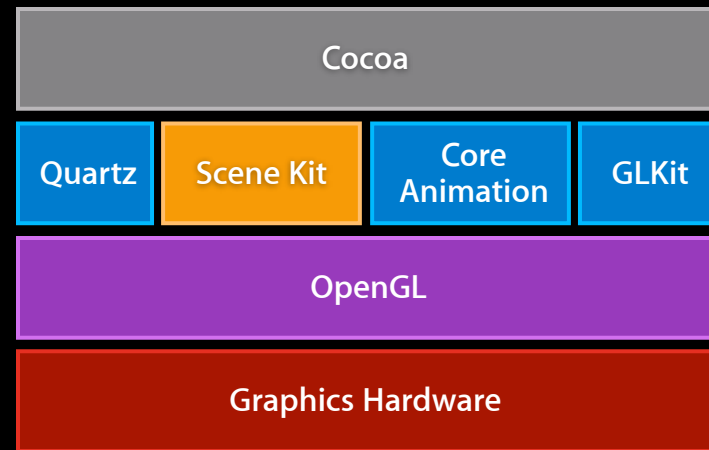 Cocoa
Quartz
Scene Kit
Core
Animation
GLKit
OpenGL
Graphics Hardware